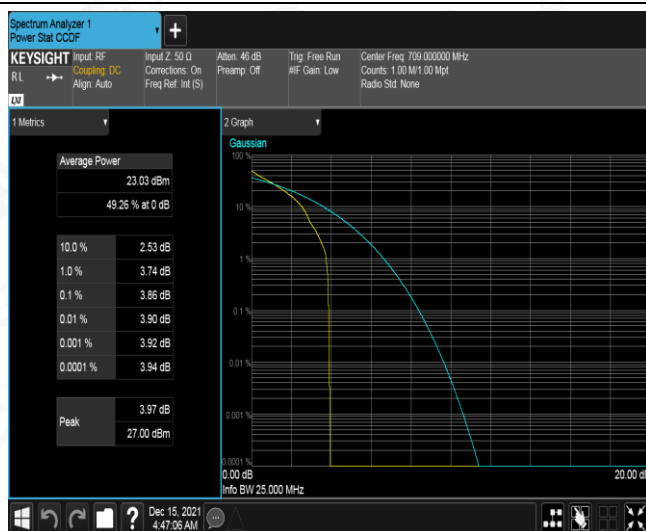 Spectrum Analyzer 1
Power Stat CCDF
KEYSIGHT
RL
LXI
Input: RF
Coupling: DC
Align: Auto
Input Z: 50 Ω
Corrections: On
Freq Ref: Int (S)
Atten: 46 dB
Preamp: Off
Trig: Free Run
#IF Gain: Low
Center Freq: 709.000000 MHz
Counts: 1.00 M/1.00 Mpt
Radio Std: None
1 Metrics
Average Power
23.03 dBm
49.26 % at 0 dB
10.0 % 2.53 dB
1.0 % 3.74 dB
0.1 % 3.86 dB
0.01 % 3.90 dB
0.001 % 3.92 dB
0.0001 % 3.94 dB
Peak
3.97 dB
27.00 dBm
2 Graph
Gaussian
100 %
10 %
1 %
0.1 %
0.01 %
0.001 %
0.0001 %
0.00 dB
20.00 dB
Info BW 25.000 MHz
?
Dec 15, 2021
4:47:06 AM